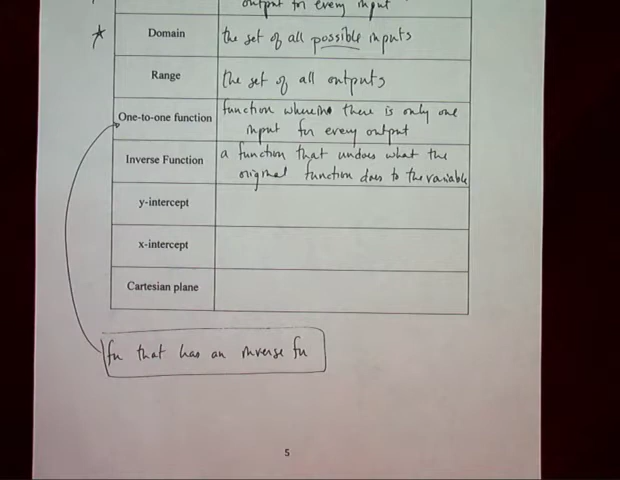 output for every input
* Domain the set of all possible inputs
Range the set of all outputs
function wherein there is only one
One-to-one function
input for every output
a function that undoes what the
Inverse Function
original function does to the variable
y-intercept
x-intercept
Cartesian plane
fn that has an inverse fn
5